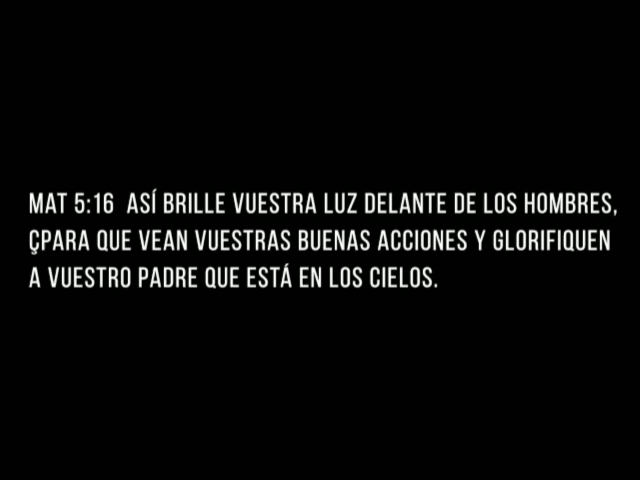 MAT 5:16  ASÍ BRILLE VUESTRA LUZ DELANTE DE LOS HOMBRES,
ÇPARA QUE VEAN VUESTRAS BUENAS ACCIONES Y GLORIFIQUEN
A VUESTRO PADRE QUE ESTÁ EN LOS CIELOS.